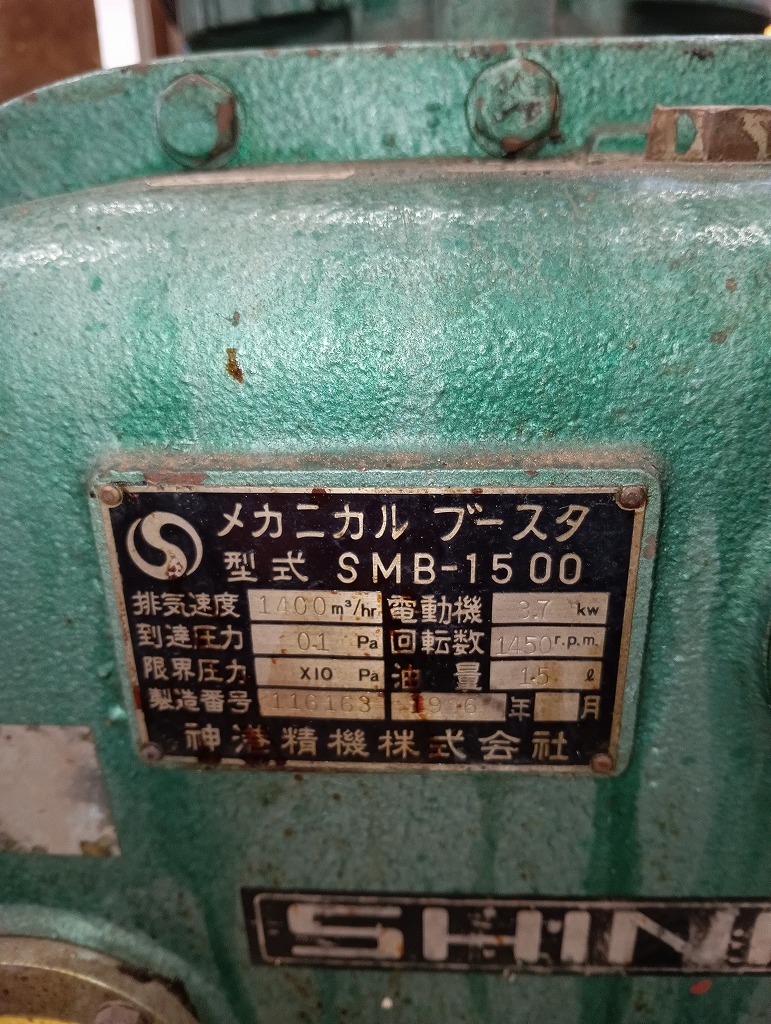 メカニカル ブースタ
型式 SMB-1500
排気速度 1400 m³/hr 電動機 3.7 kw
到達圧力 0.1 Pa 回転数 1450 r.p.m.
限界圧力 X10 Pa 油量 1.5 ℓ
製造番号 116163 年 月
神港精機株式会社
SHIN